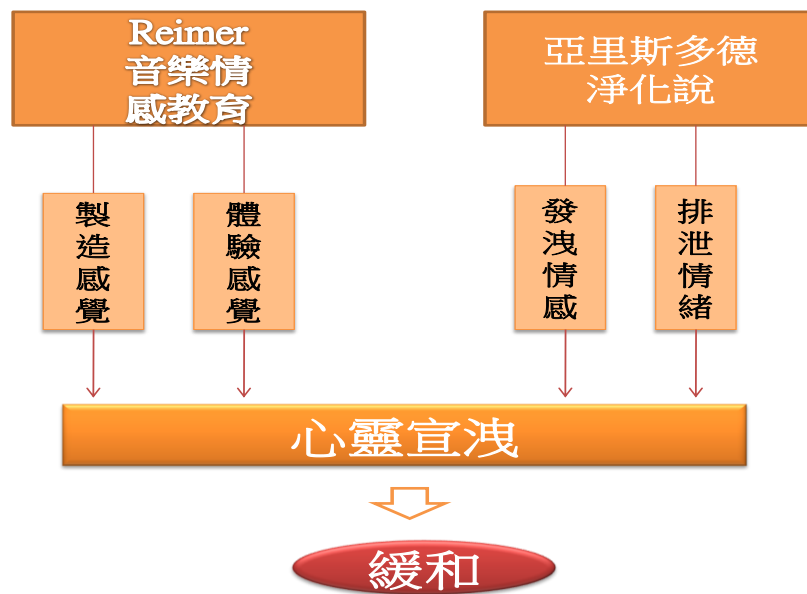 Reimer
音樂情
感教育
亞里斯多德
淨化說
製造感覺
體驗感覺
發洩情感
排泄情緒
心靈宣洩
緩和